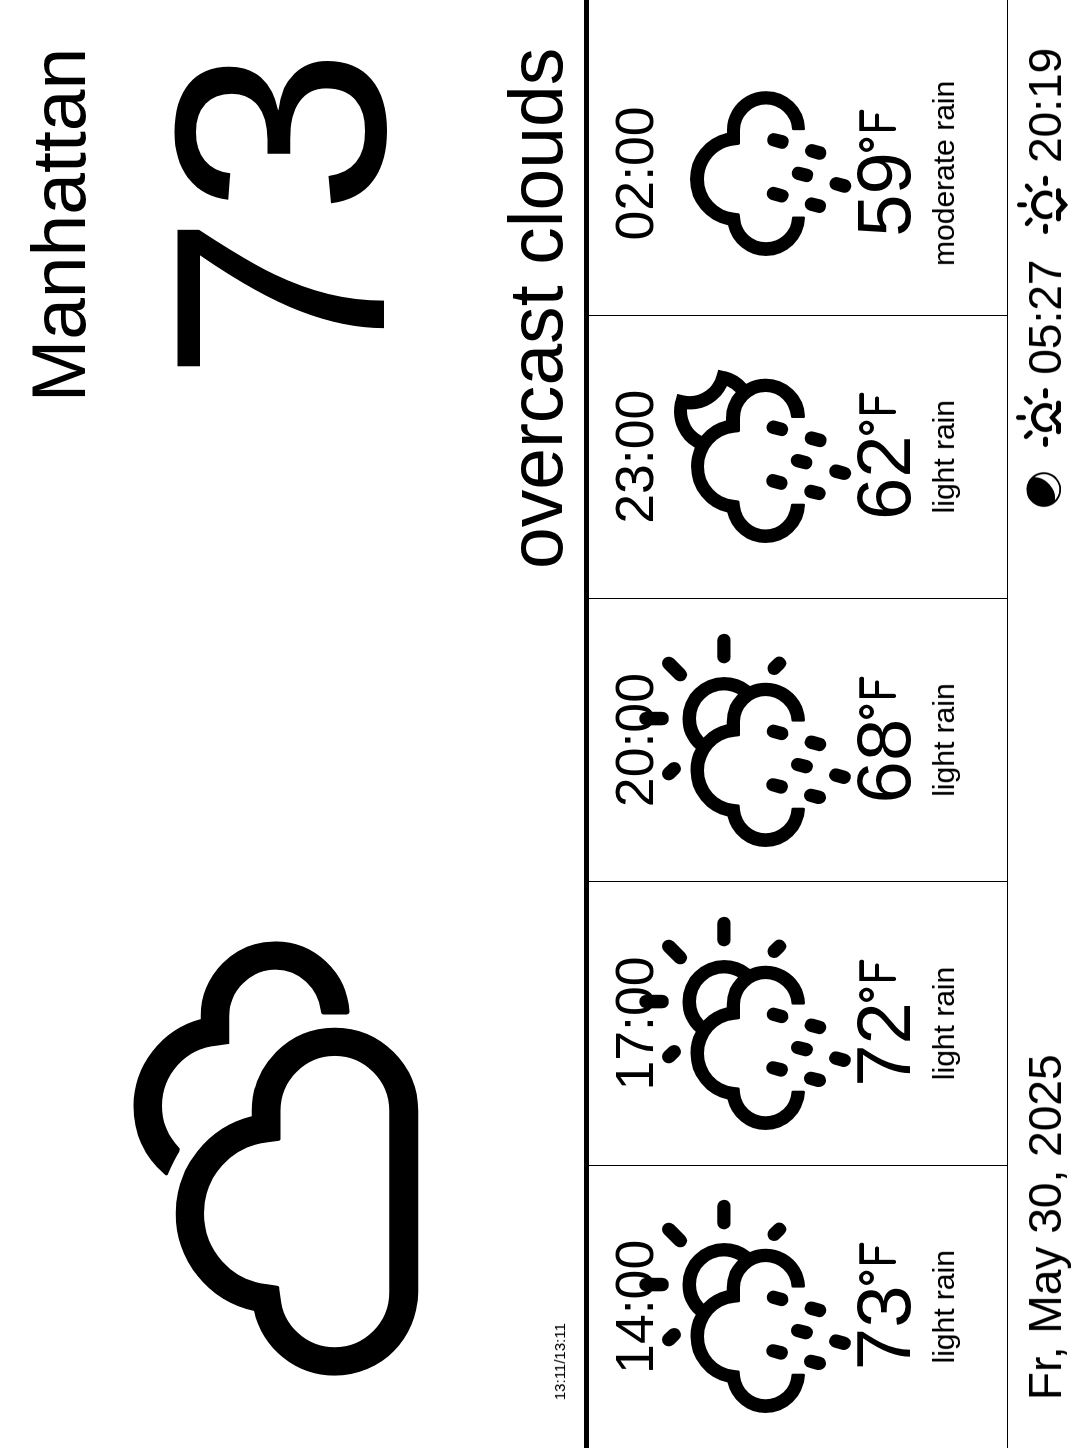 Manhattan
73
overcast clouds
13:11/13:11
14:00 17:00 20:00 23:00 02:00
73°F 72°F 68°F 62°F 59°F
light rain light rain light rain light rain moderate rain
Fr, May 30, 2025 05:27 20:19